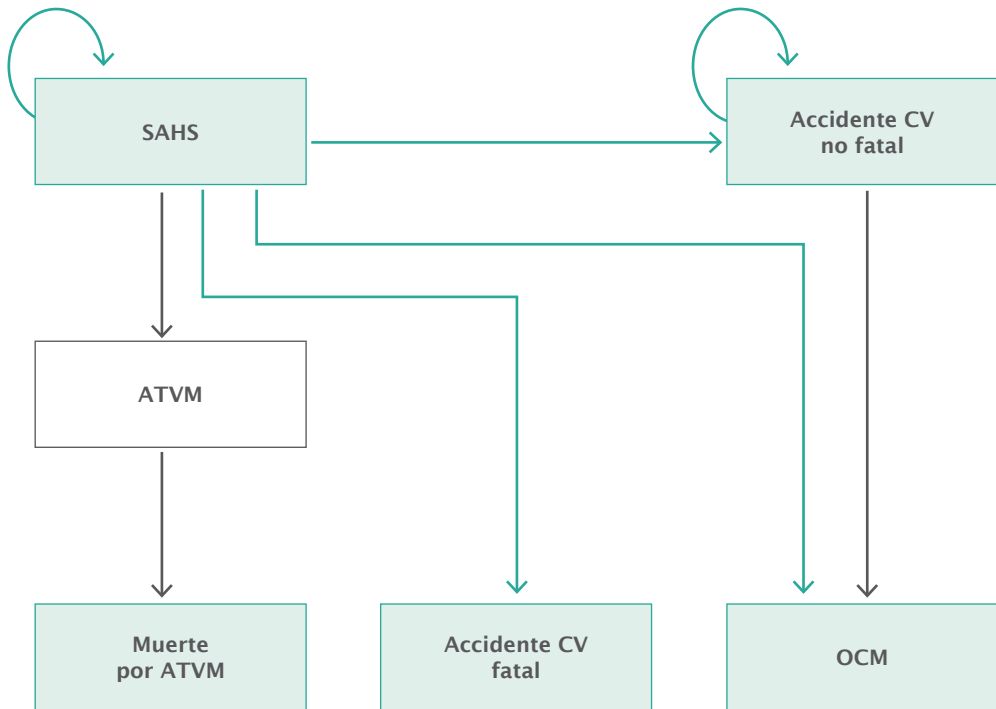 SAHS
Accidente CV
no fatal
ATVM
Muerte
por ATVM
Accidente CV
fatal
OCM